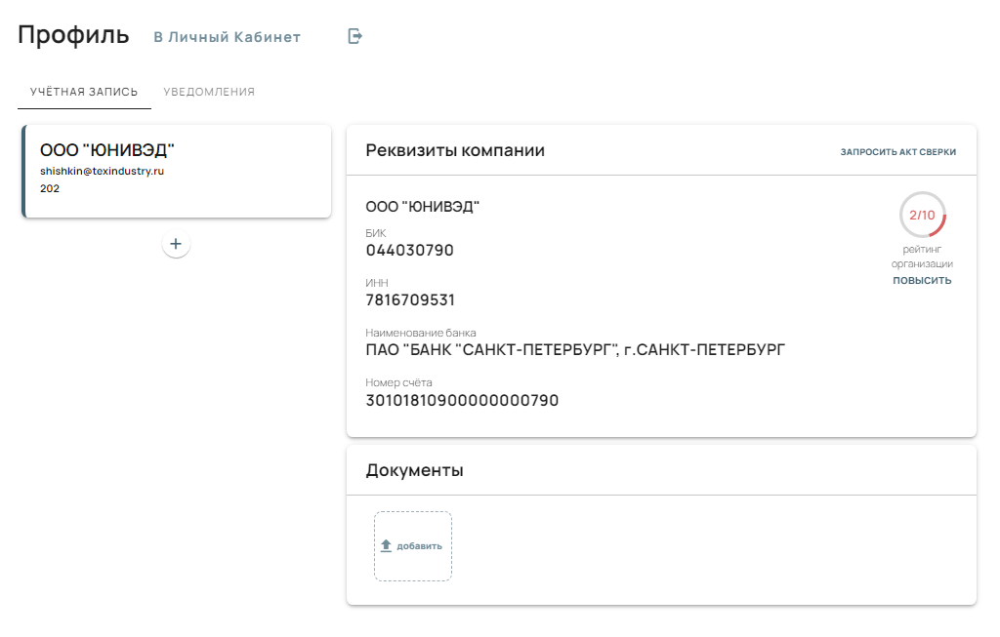 Профиль
В Личный Кабинет
УЧЁТНАЯ ЗАПИСЬ
УВЕДОМЛЕНИЯ
ООО "ЮНИВЭД"
shishkin@texindustry.ru
202
+
Реквизиты компании
ЗАПРОСИТЬ АКТ СВЕРКИ
ООО "ЮНИВЭД"
БИК
044030790
ИНН
7816709531
Наименование банка
ПАО "БАНК "САНКТ-ПЕТЕРБУРГ", г.САНКТ-ПЕТЕРБУРГ
Номер счёта
30101810900000000790
2/10
рейтинг
организации
ПОВЫСИТЬ
Документы
добавить